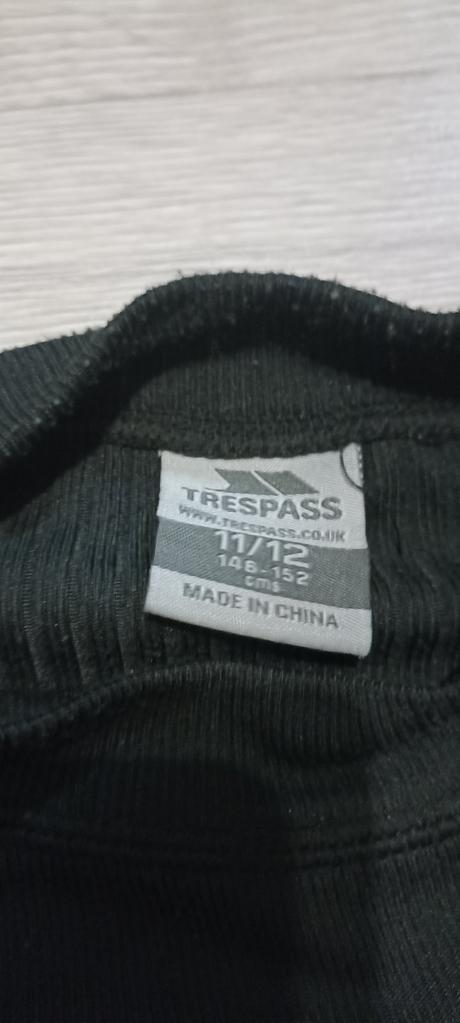 TRESPASS
WWW.TRESPASS.CO.UK
11/12
146-152
cms
MADE IN CHINA